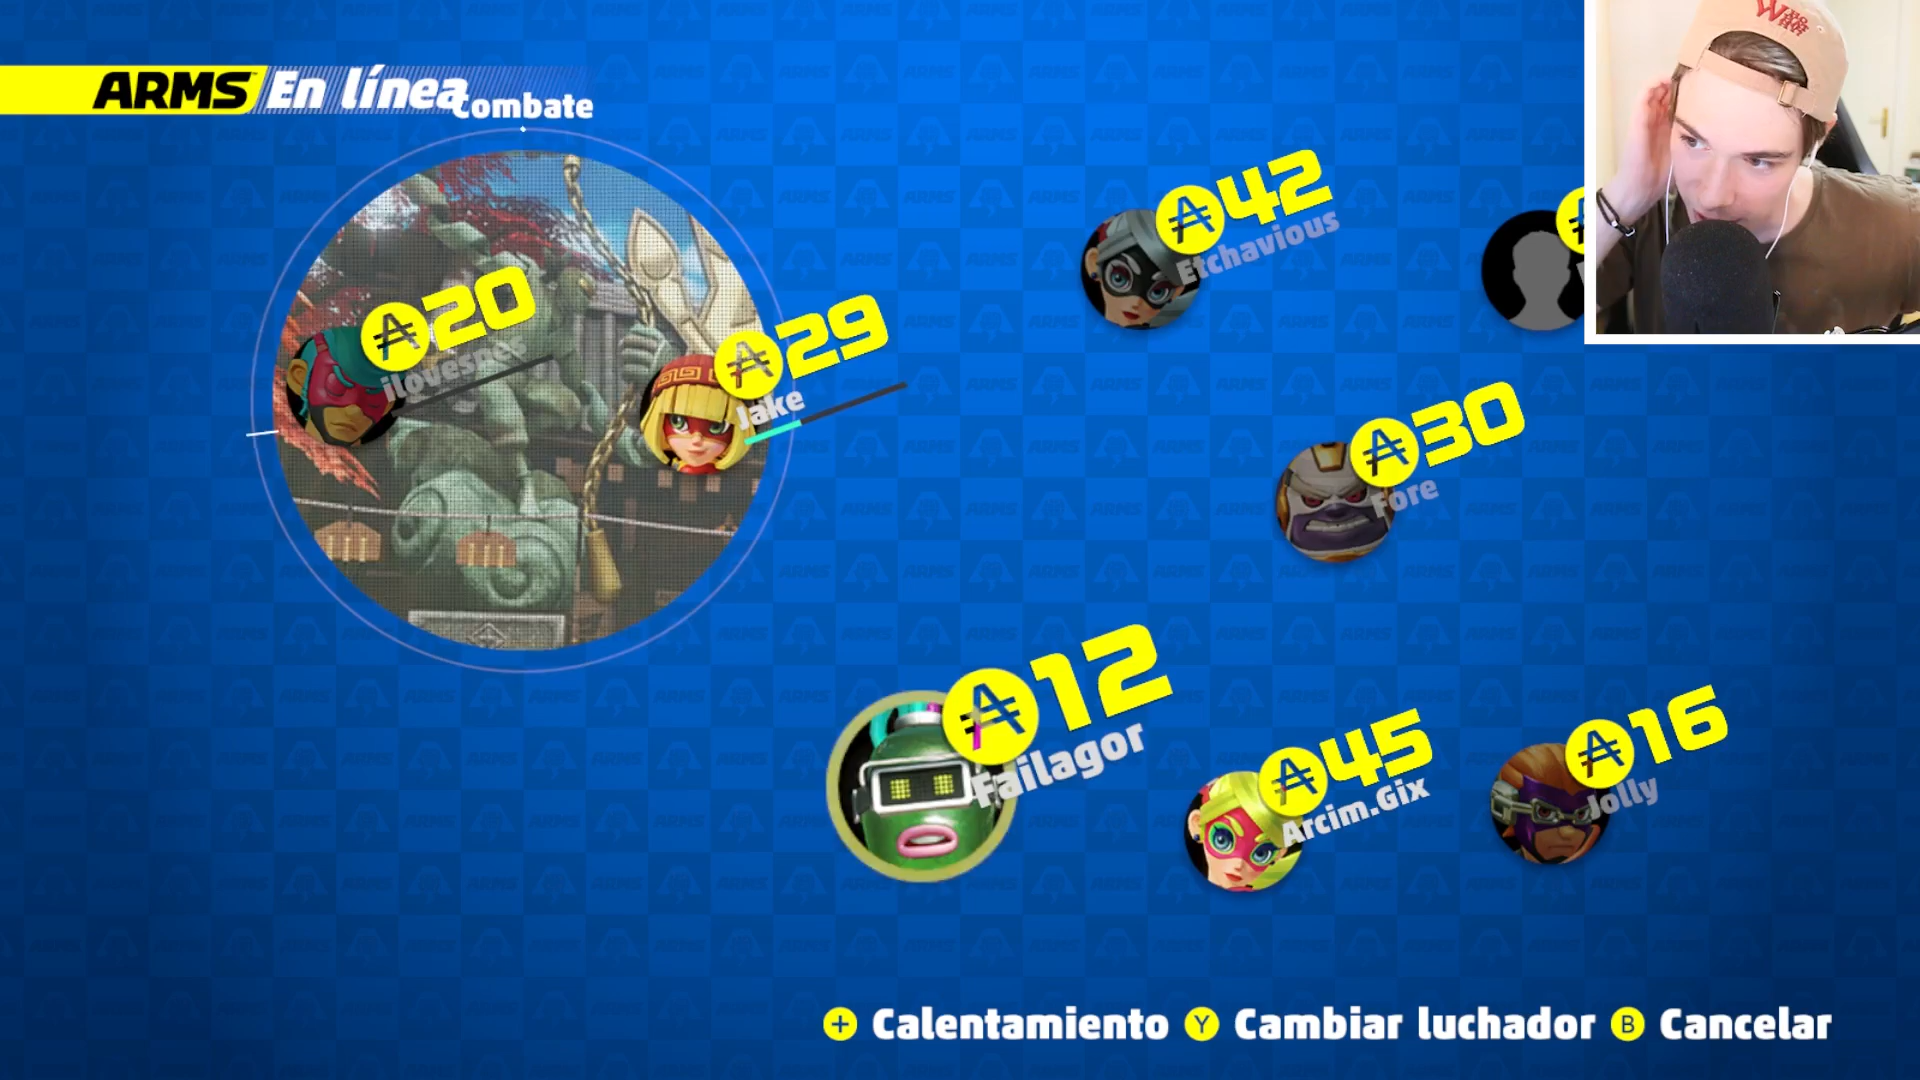 ARMS En línea
Combate
20
ilovespnee
29
Jake
42
Etchavious
30
Fore
12
Failagor
45
Arcim.Gix
16
Jolly
+ Calentamiento Y Cambiar luchador B Cancelar